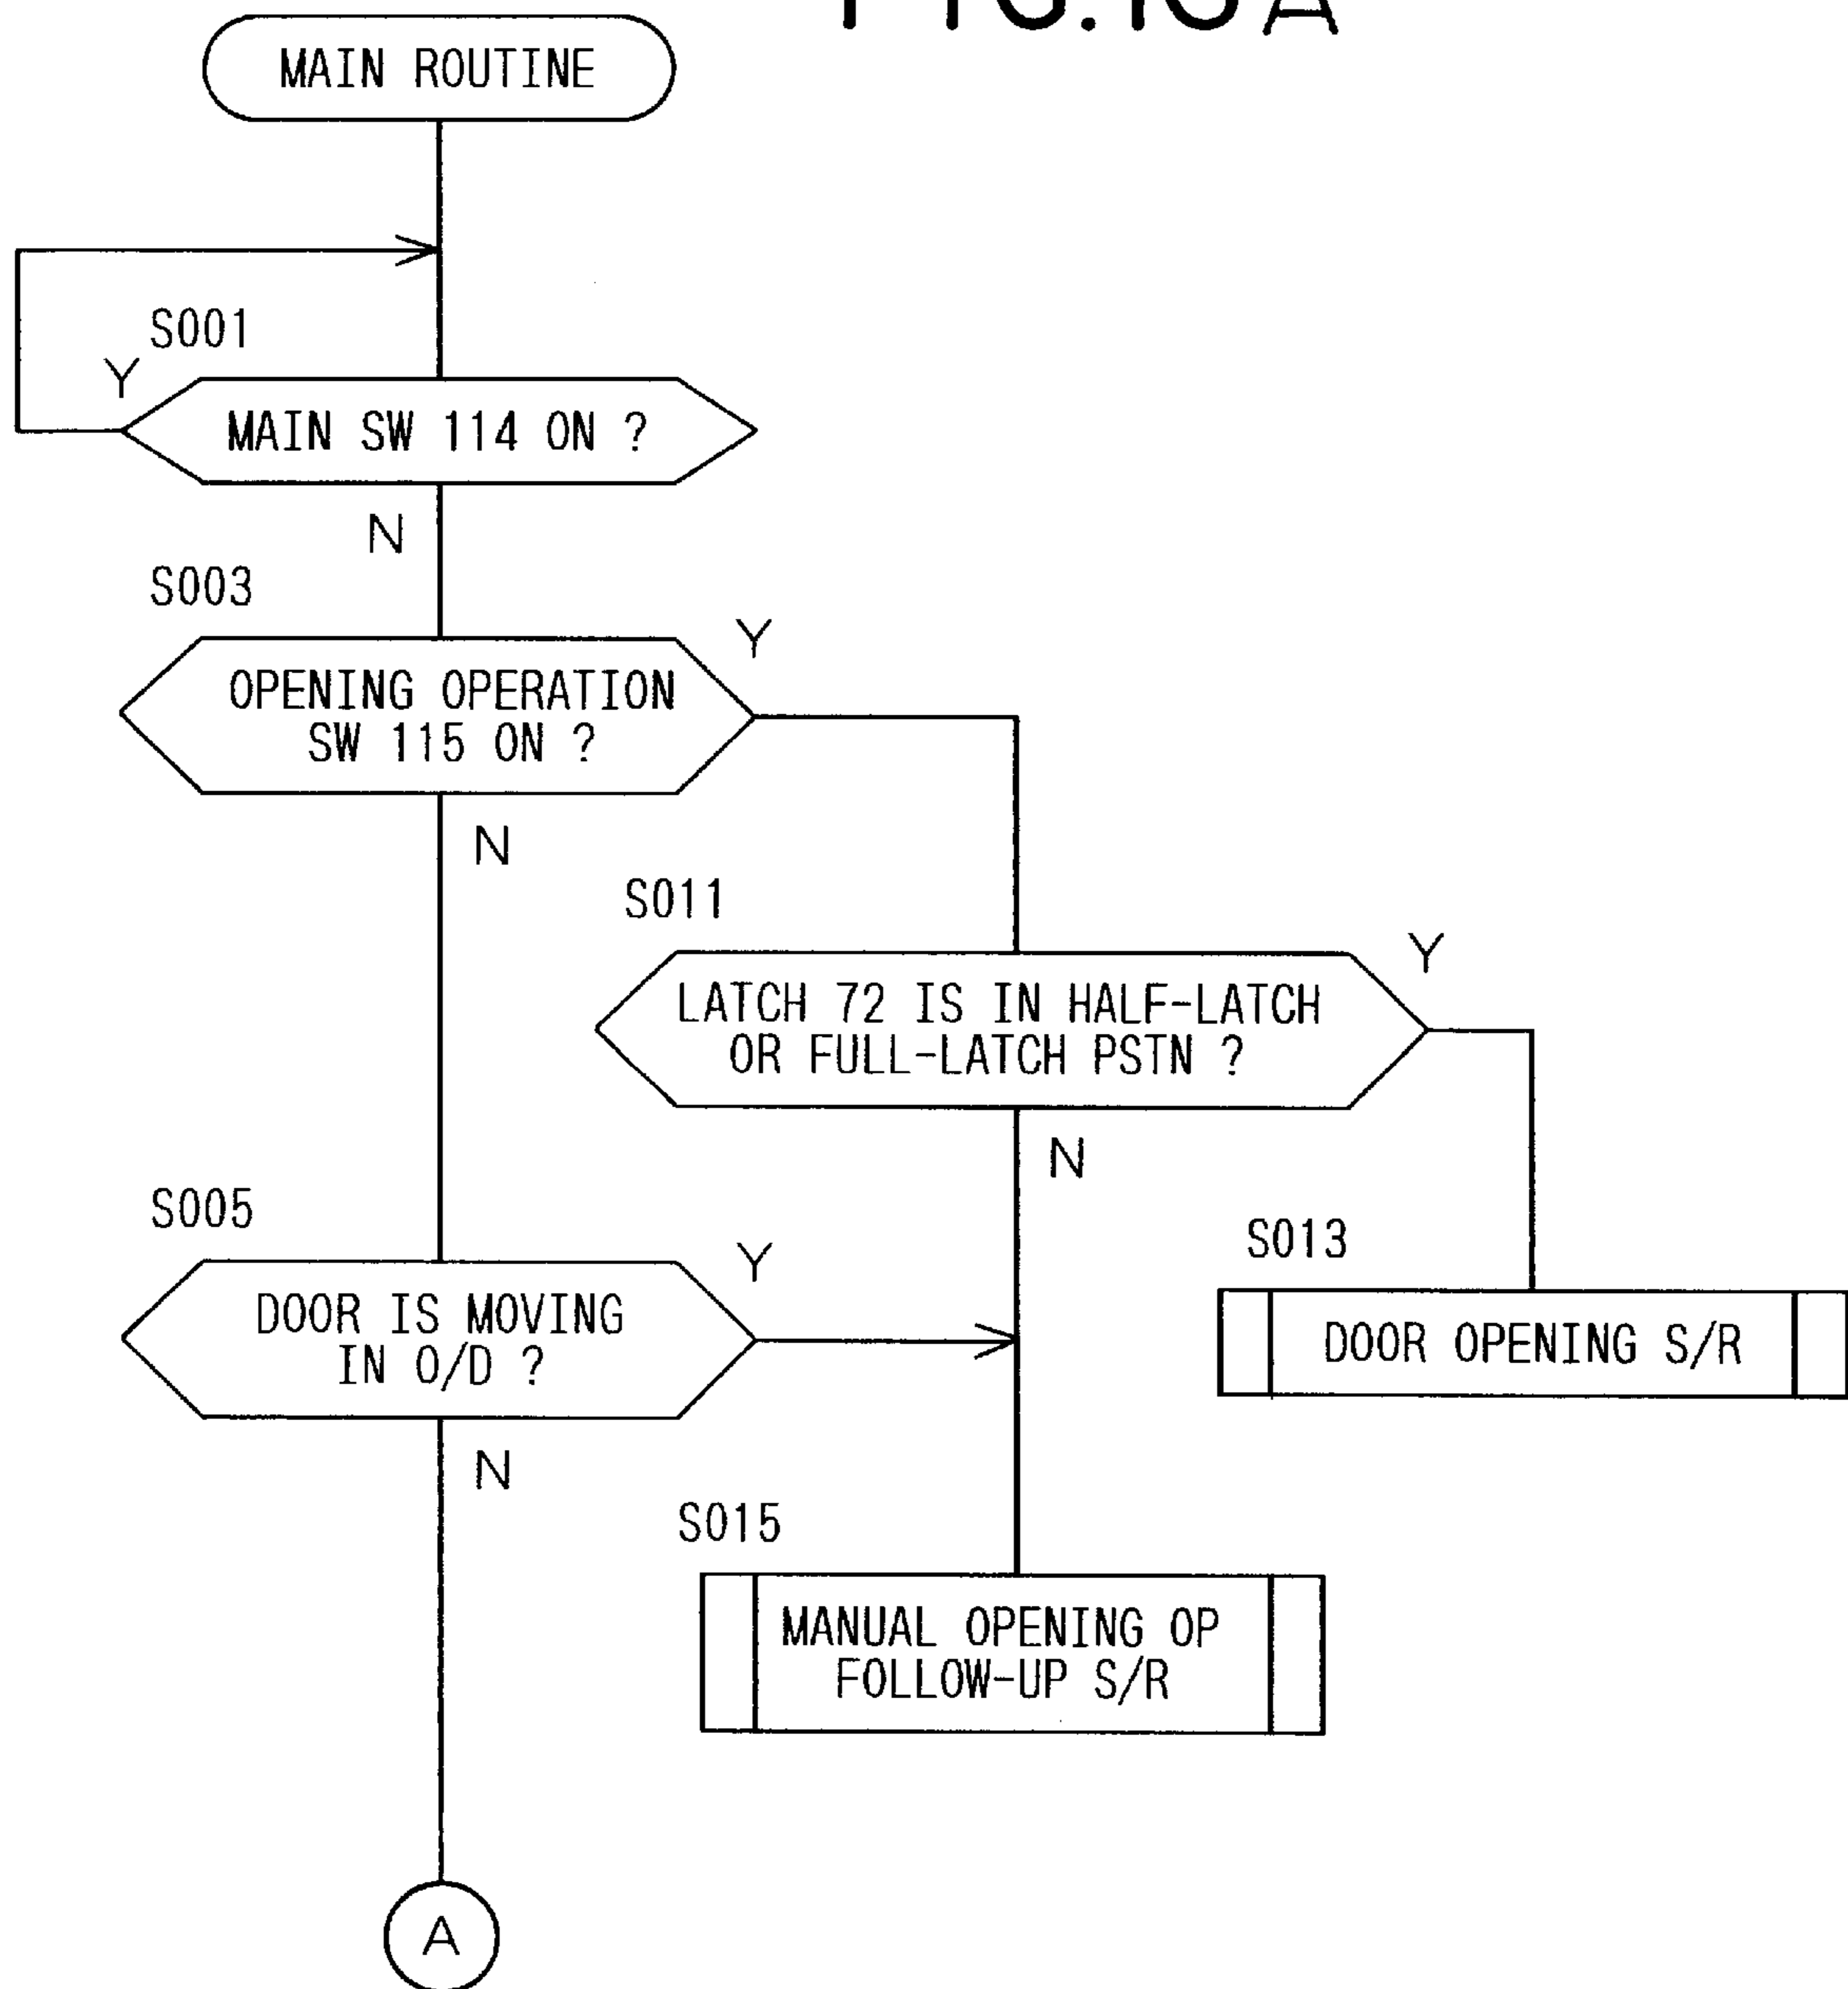 MAIN ROUTINE
S001
Y
MAIN SW 114 ON ?
N
S003
Y
OPENING OPERATION
SW 115 ON ?
N
S011
Y
LATCH 72 IS IN HALF-LATCH
OR FULL-LATCH PSTN ?
N
S005
Y
DOOR IS MOVING
IN O/D ?
N
S013
DOOR OPENING S/R
S015
MANUAL OPENING OP
FOLLOW-UP S/R
A